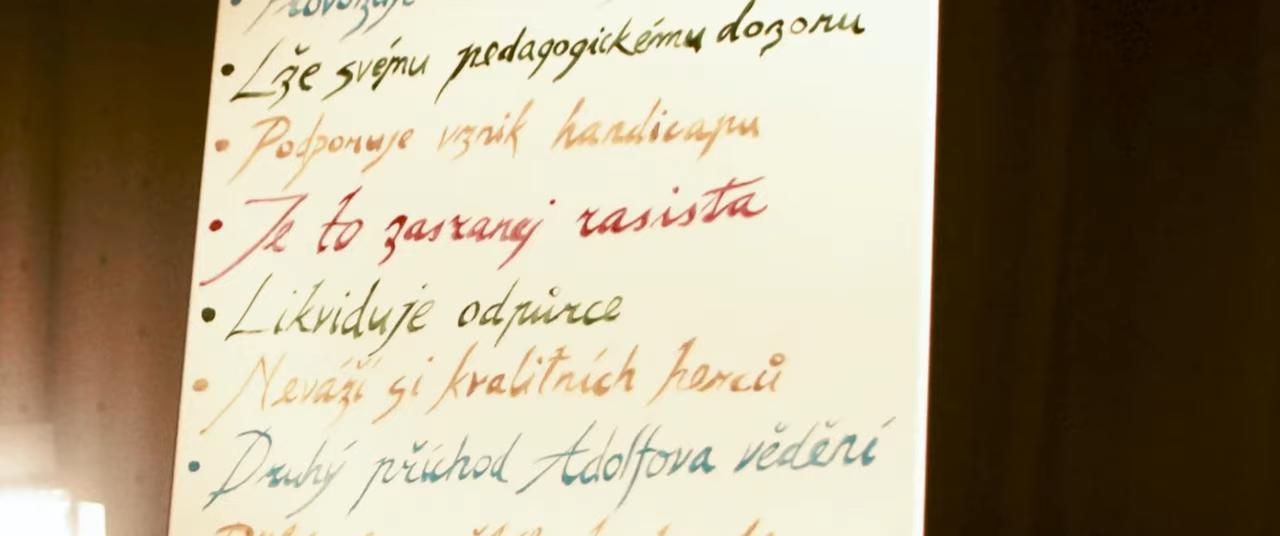 Provozuje
• Lže svému pedagogickému dozoru
• Podporuje vznik handicapu
• Je to zasranej rasista
• Likviduje odpůrce
• Neváží si kvalitních herců
• Druhý příchod Adolfova vědění